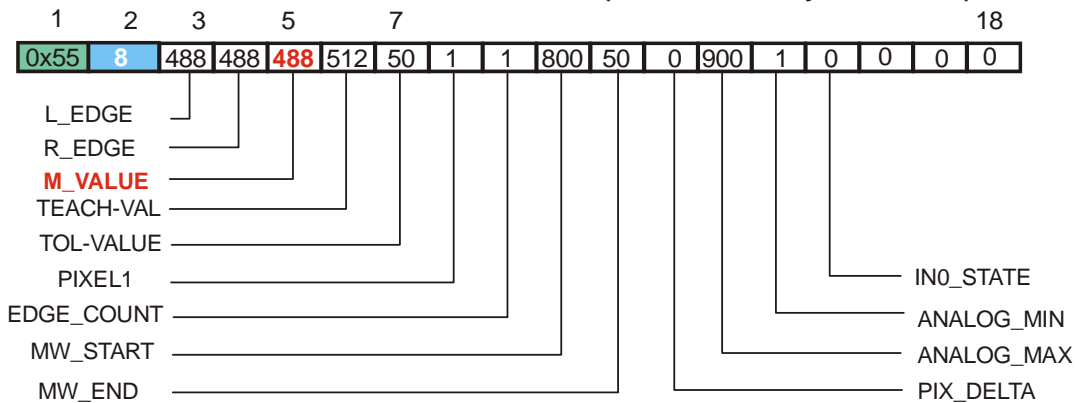 1 2 3 5 7 18
0x55 8 488 488 488 512 50 1 1 800 50 0 900 1 0 0 0 0
L_EDGE
R_EDGE
M_VALUE
TEACH-VAL
TOL-VALUE
PIXEL1 IN0_STATE
EDGE_COUNT ANALOG_MIN
MW_START ANALOG_MAX
MW_END PIX_DELTA